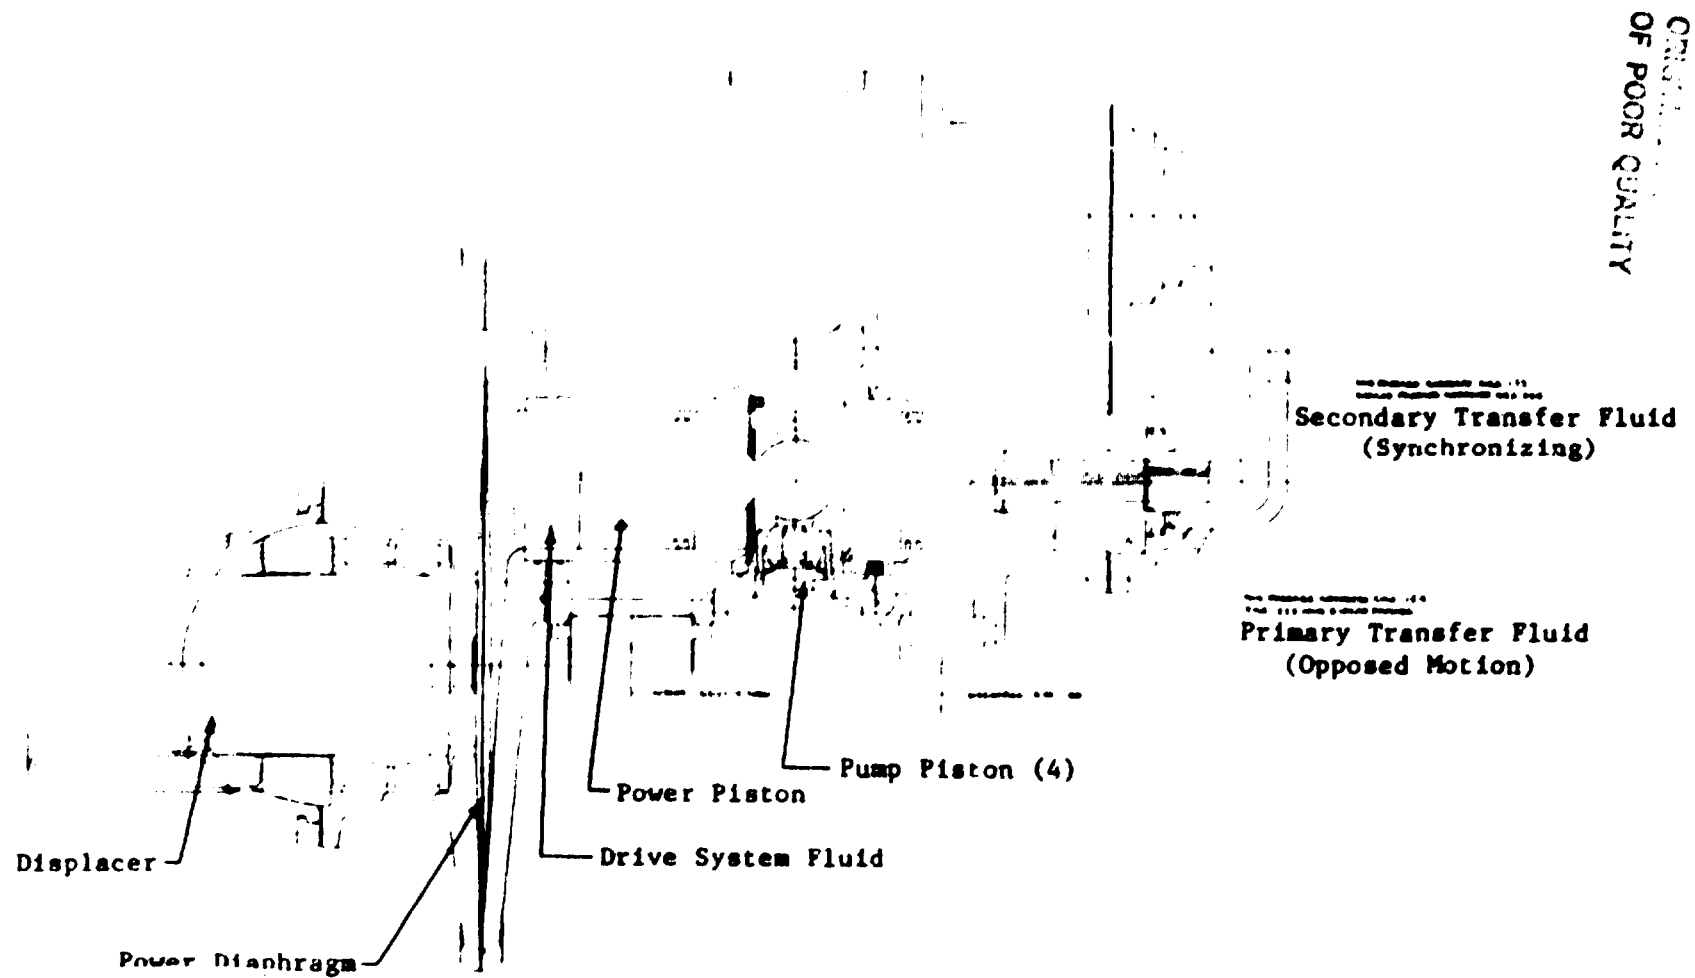 OF POOR QUALITY
Secondary Transfer Fluid
(Synchronizing)
Primary Transfer Fluid
(Opposed Motion)
Pump Piston (4)
Power Piston
Drive System Fluid
Displacer
Power Diaphragm